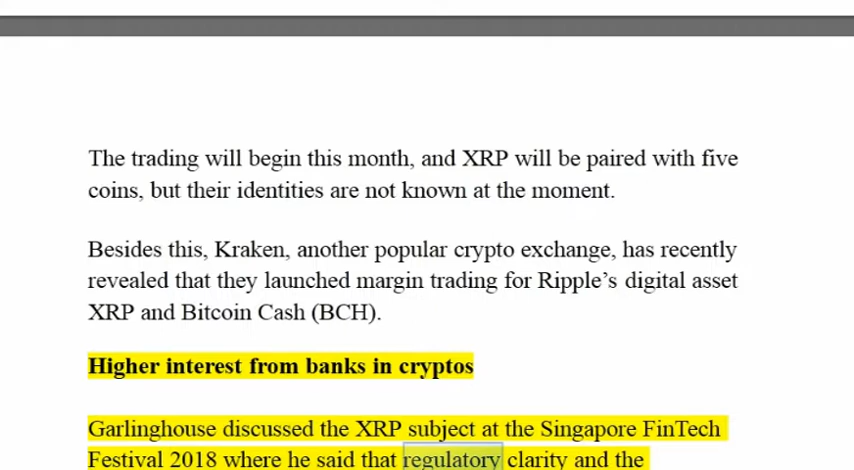 The trading will begin this month, and XRP will be paired with five
coins, but their identities are not known at the moment.
Besides this, Kraken, another popular crypto exchange, has recently
revealed that they launched margin trading for Ripple’s digital asset
XRP and Bitcoin Cash (BCH).
Higher interest from banks in cryptos
Garlinghouse discussed the XRP subject at the Singapore FinTech
Festival 2018 where he said that regulatory clarity and the